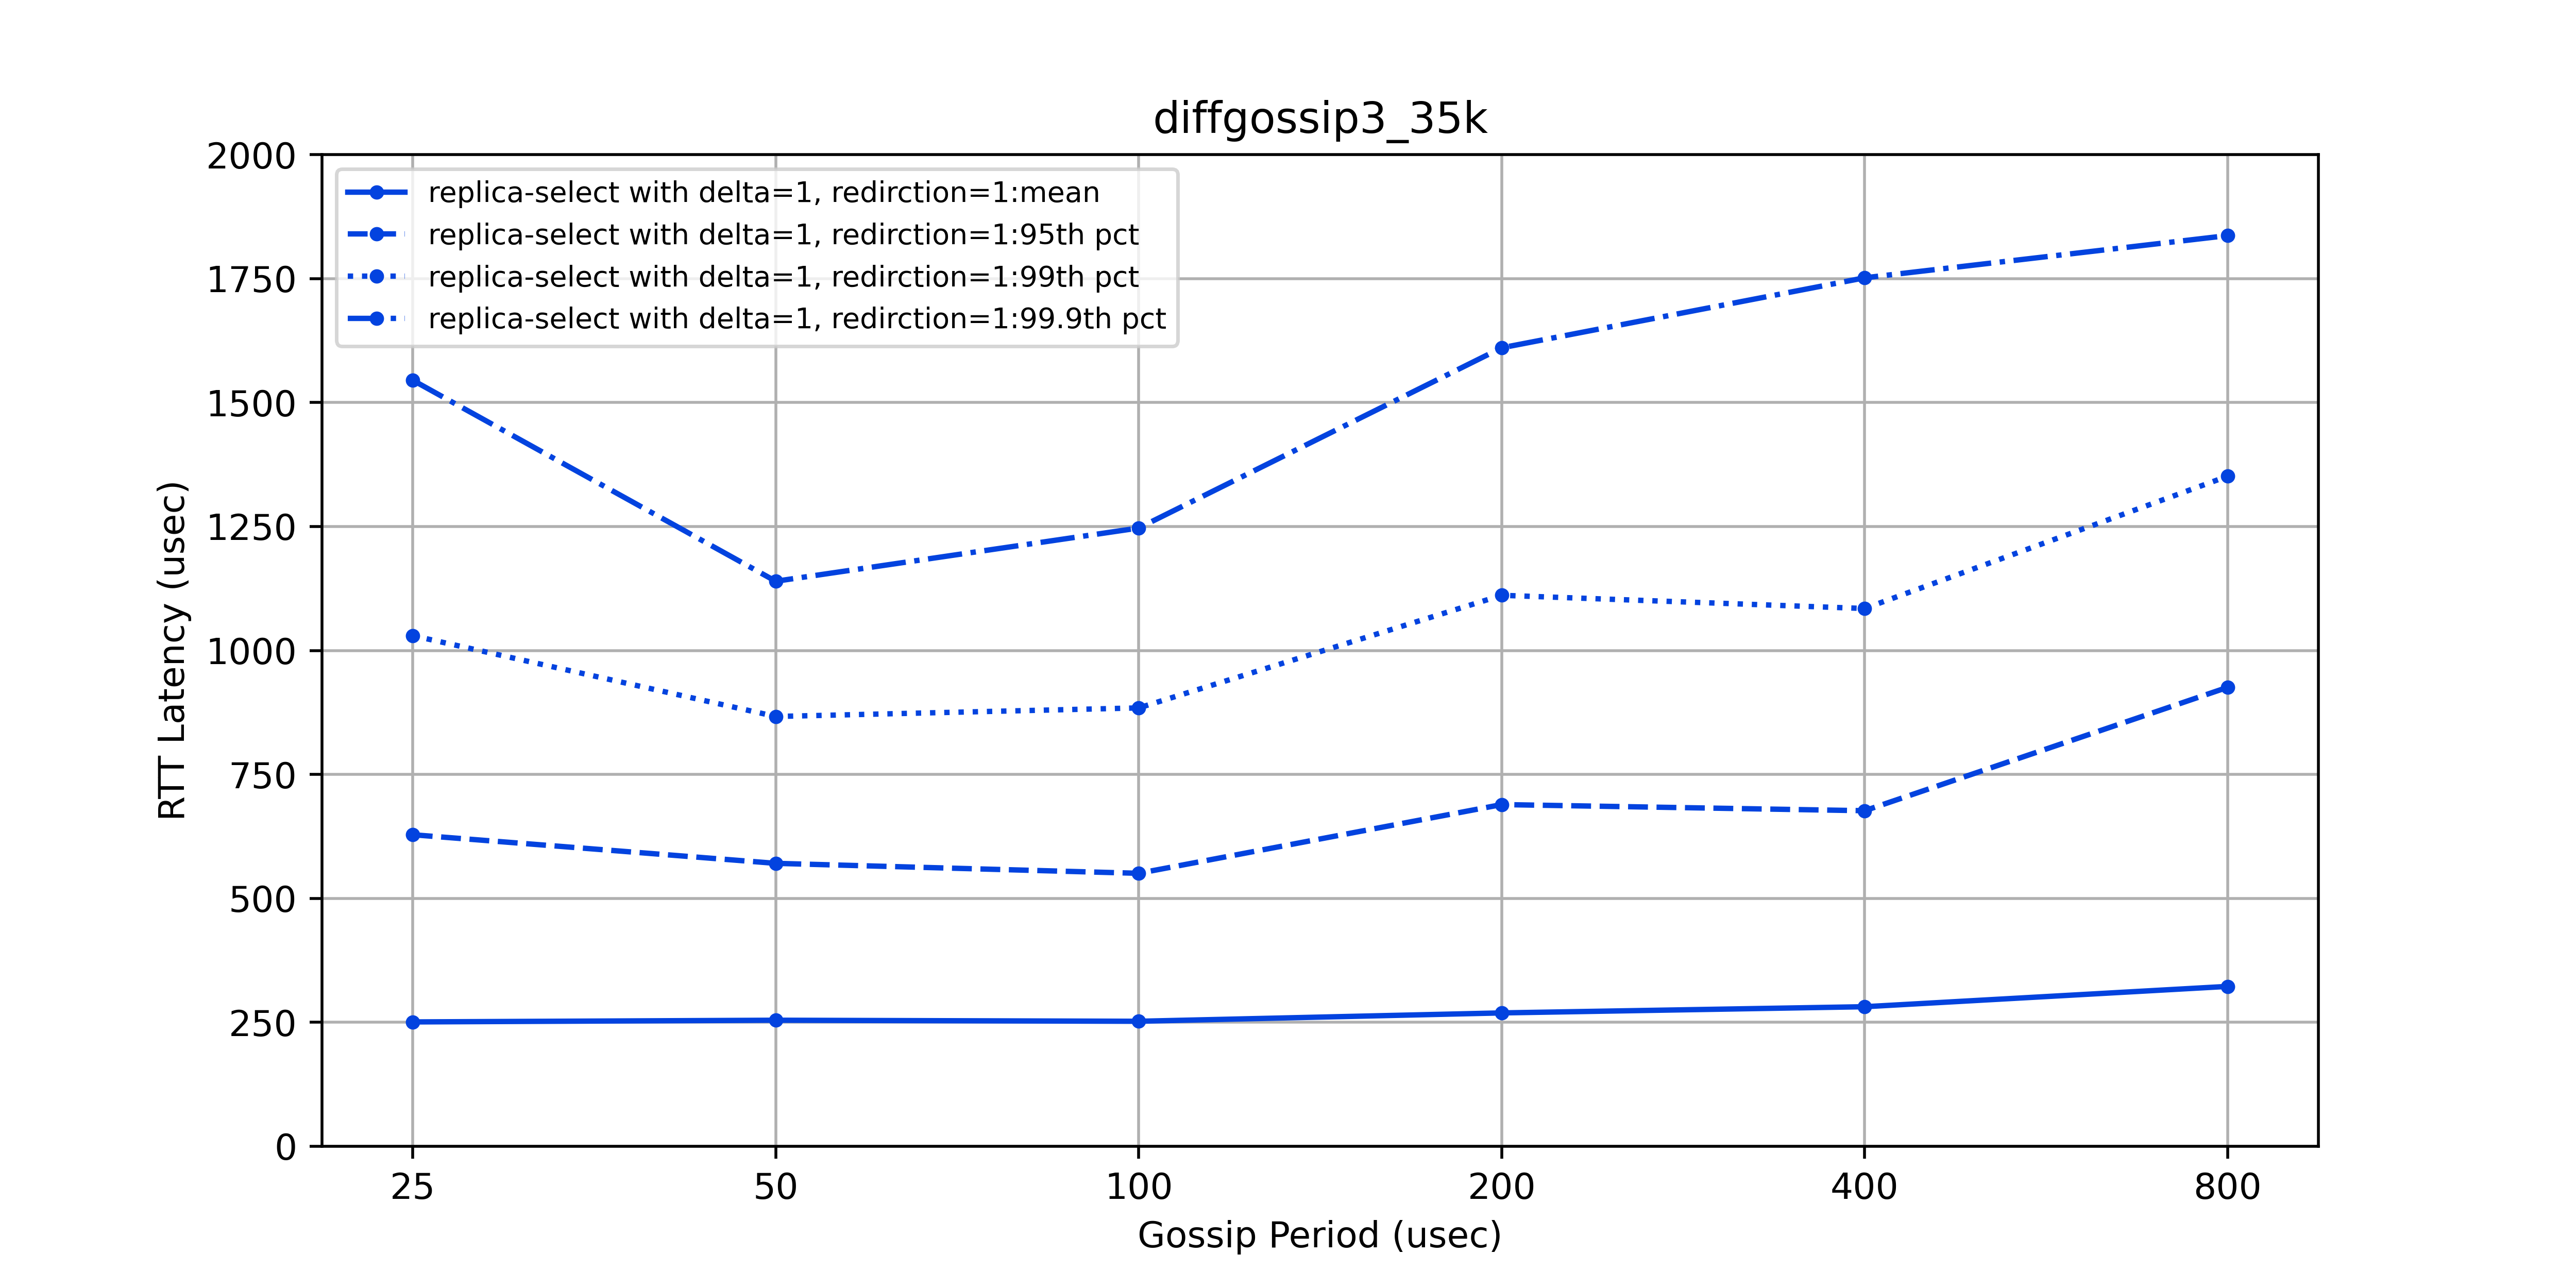 diffgossip3_35k
replica-select with delta=1, redirction=1:mean
replica-select with delta=1, redirction=1:95th pct
replica-select with delta=1, redirction=1:99th pct
replica-select with delta=1, redirction=1:99.9th pct
RTT Latency (usec)
2000
1750
1500
1250
1000
750
500
250
0
25 50 100 200 400 800
Gossip Period (usec)